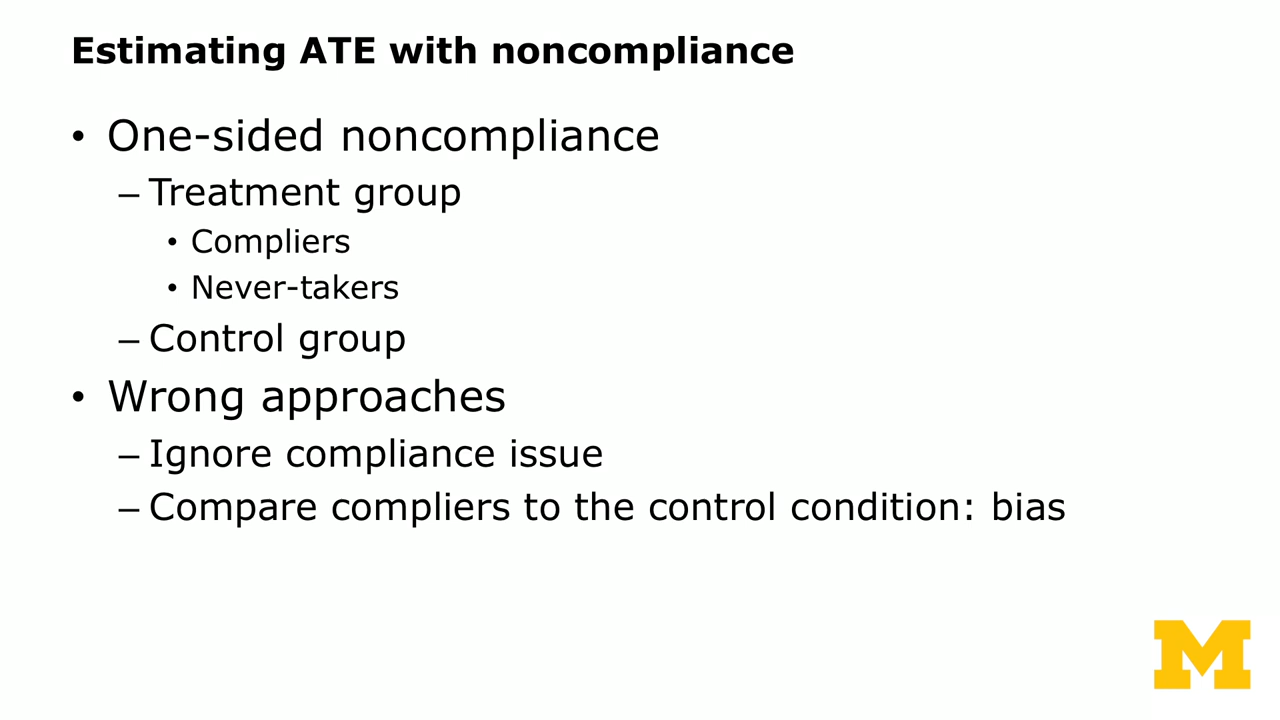 Estimating ATE with noncompliance
• One-sided noncompliance
– Treatment group
• Compliers
• Never-takers
– Control group
• Wrong approaches
– Ignore compliance issue
– Compare compliers to the control condition: bias
M